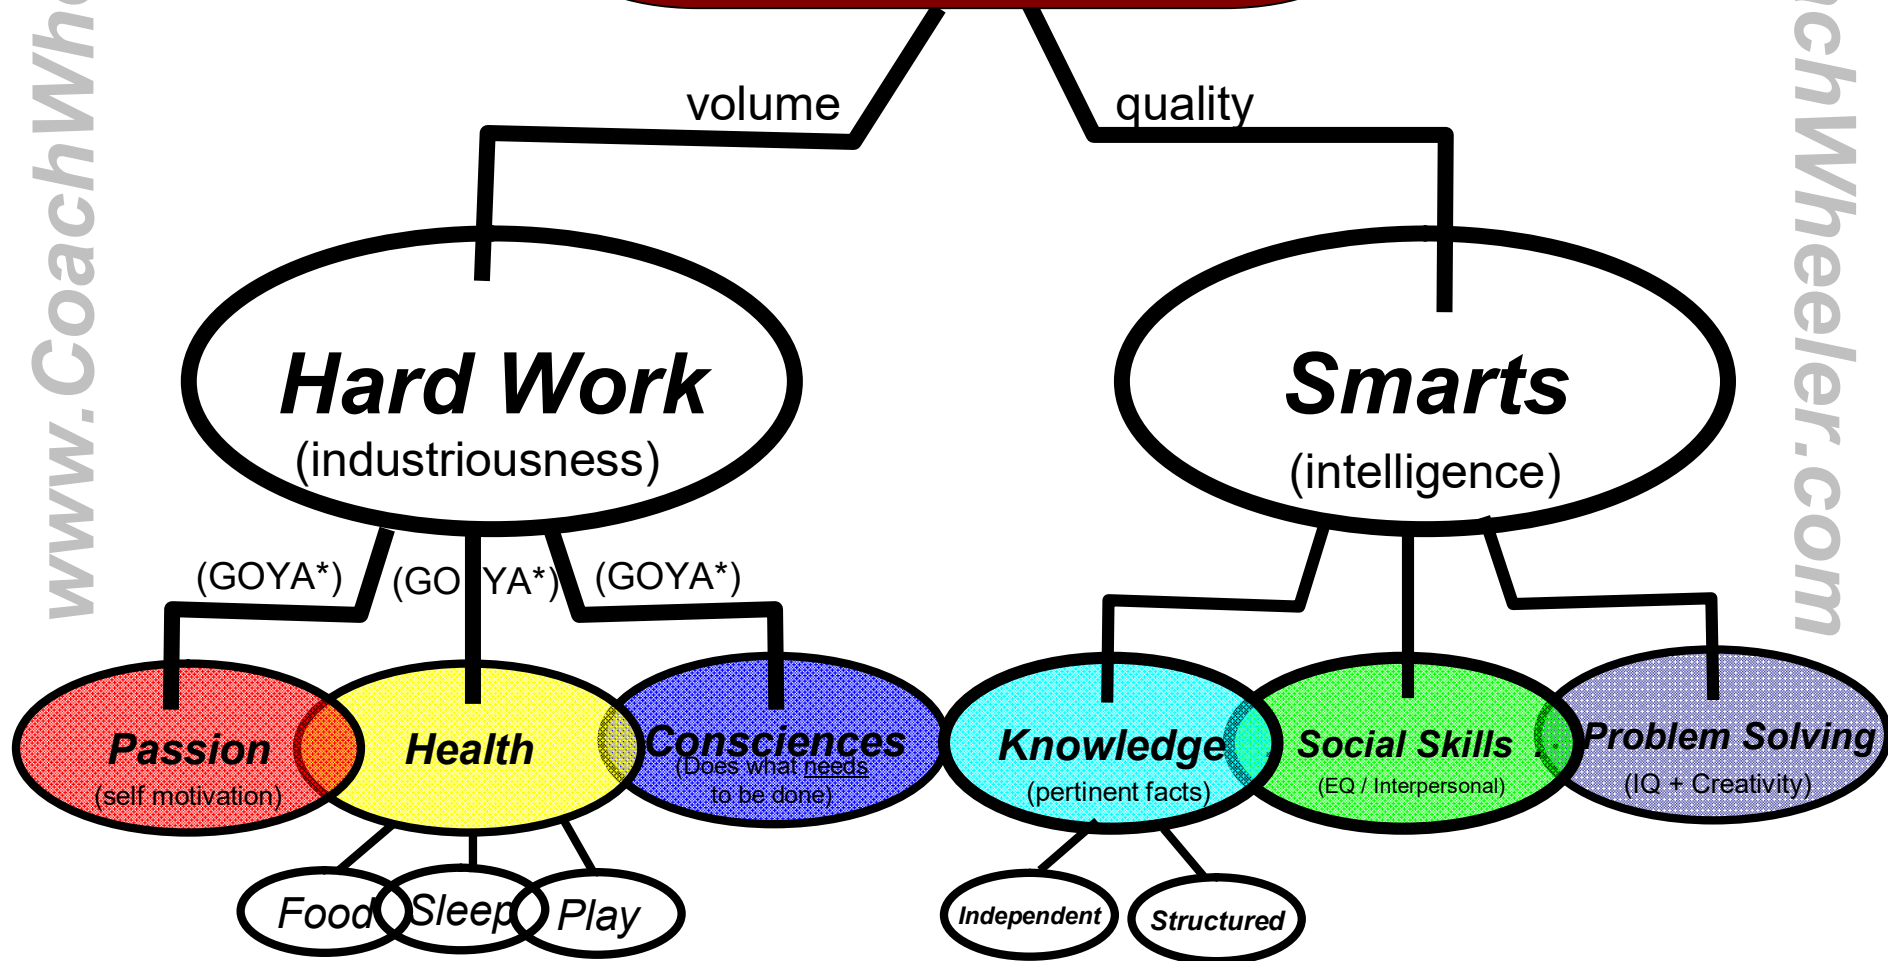 volume
quality
www.CoachWhe
chWheeler.com
Hard Work
(industriousness)
Smarts
(intelligence)
(GOYA*)
(GOYA*)
(GOYA*)
Passion
(self motivation)
Health
Consciences
(Does what needs
to be done)
Knowledge
(pertinent facts)
Social Skills
(EQ / Interpersonal)
Problem Solving
(IQ + Creativity)
Food
Sleep
Play
Independent
Structured